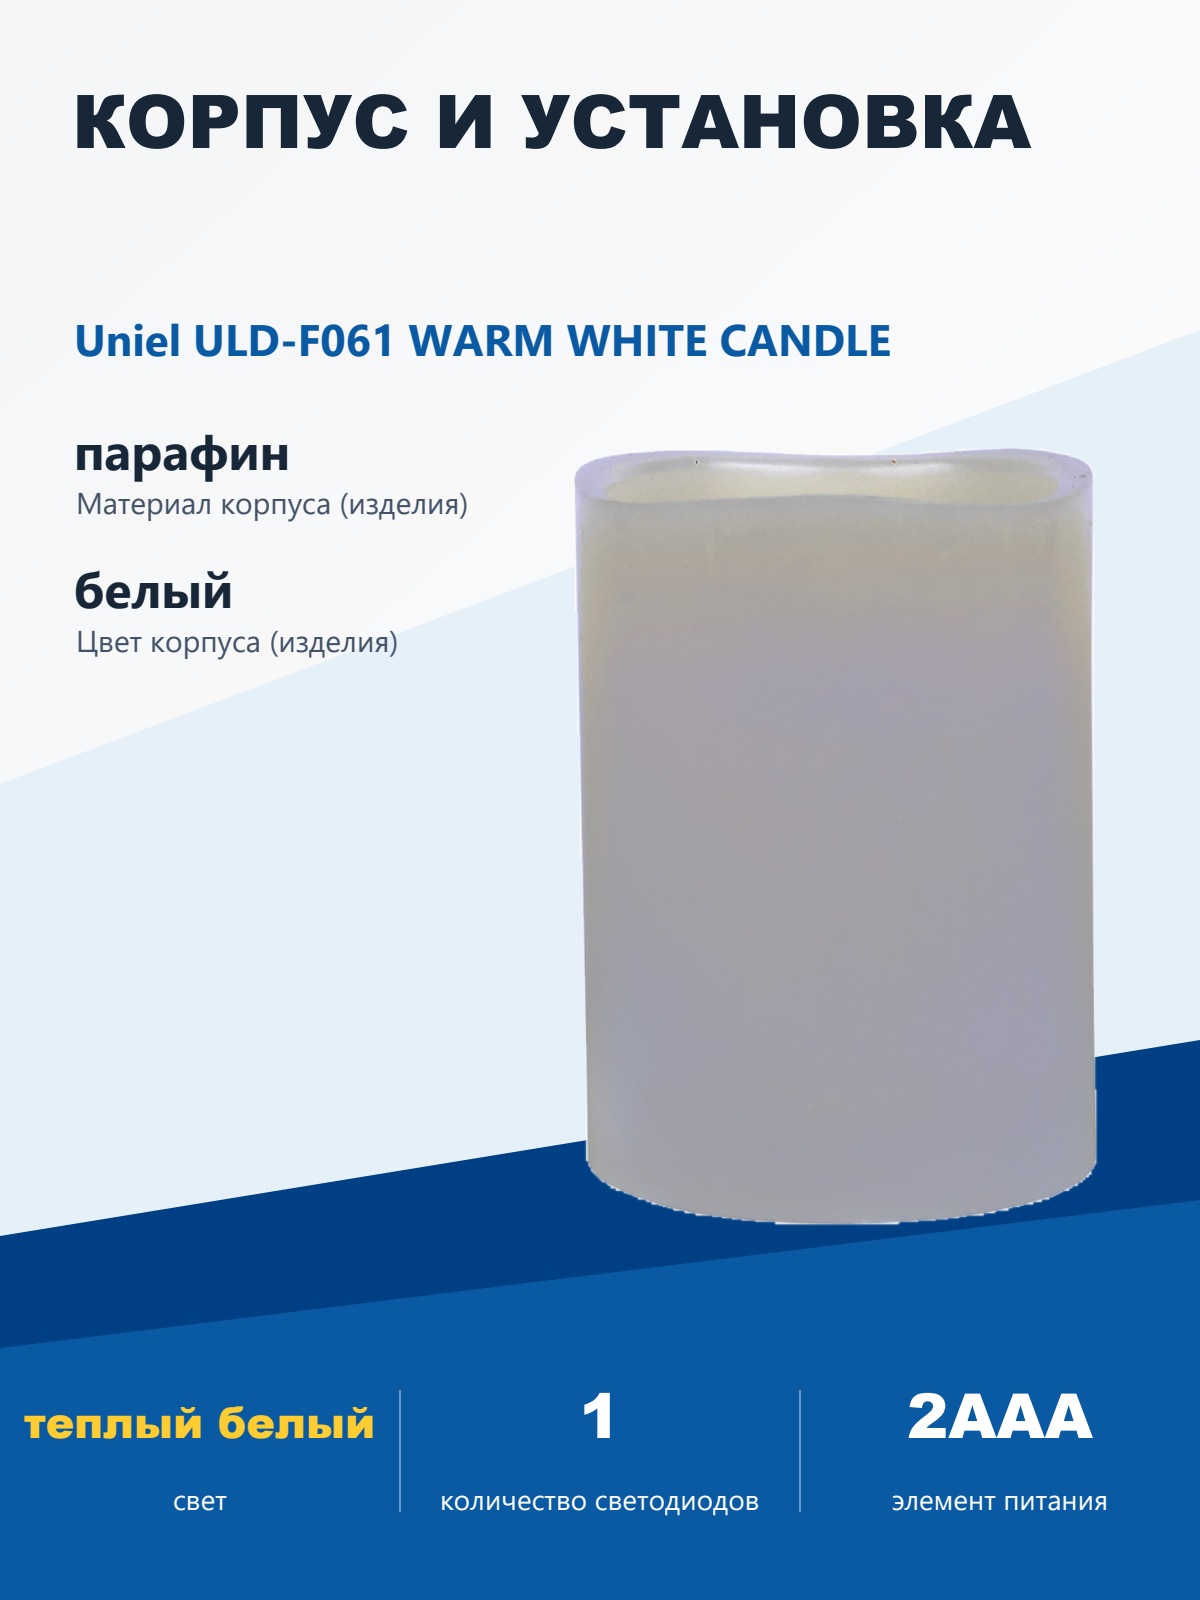 КОРПУС И УСТАНОВКА
Uniel ULD-F061 WARM WHITE CANDLE
парафин
Материал корпуса (изделия)
белый
Цвет корпуса (изделия)
теплый белый
свет
1
количество светодиодов
2AAA
элемент питания